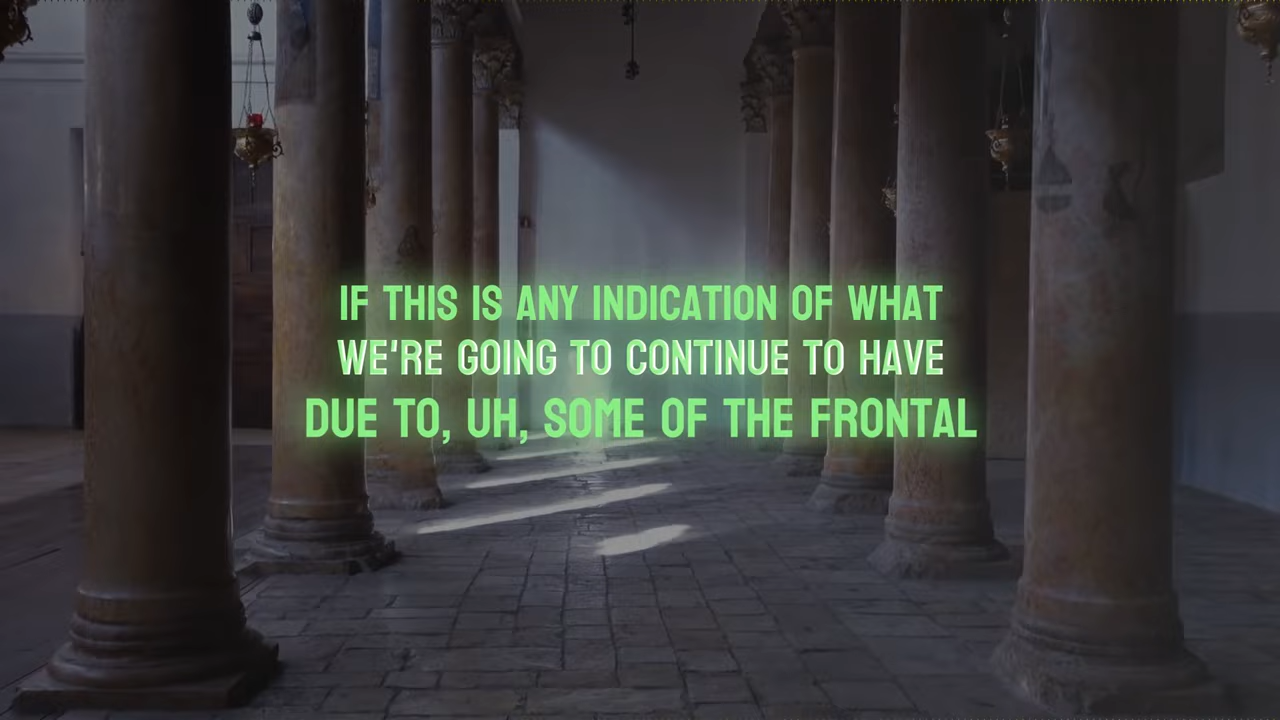 IF THIS IS ANY INDICATION OF WHAT
WE'RE GOING TO CONTINUE TO HAVE
DUE TO, UH, SOME OF THE FRONTAL